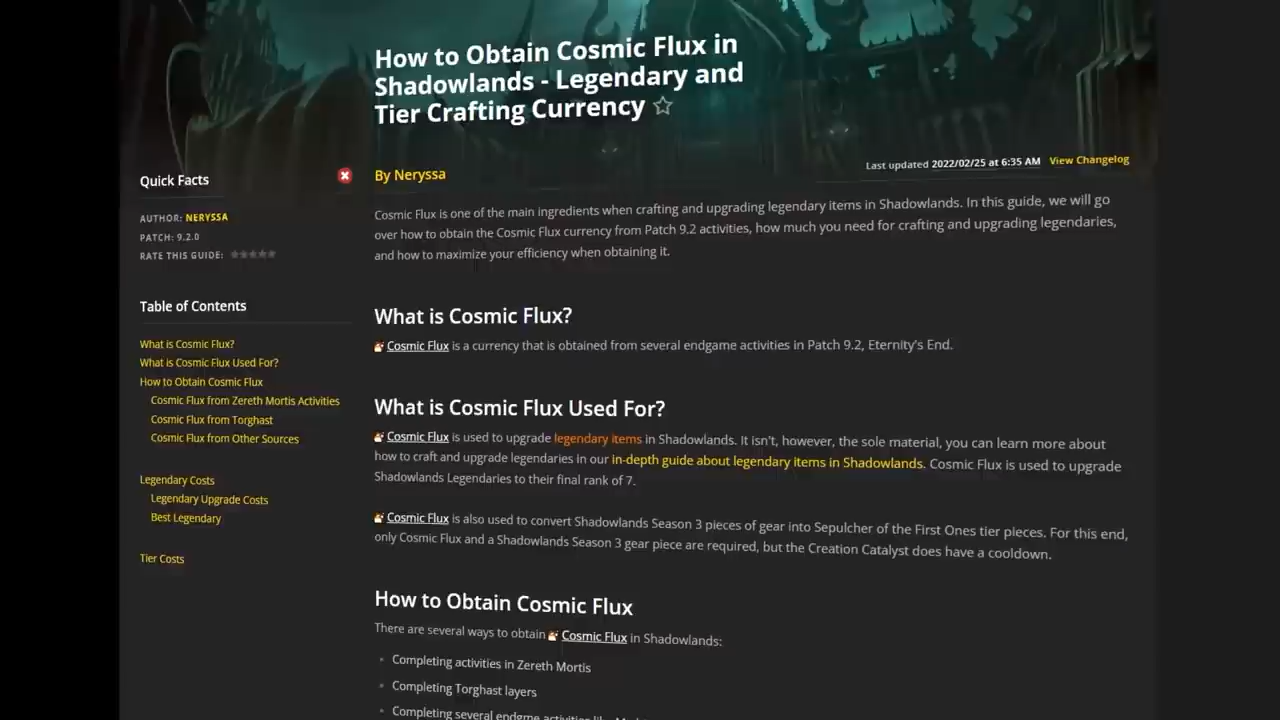 How to Obtain Cosmic Flux in
Shadowlands - Legendary and
Tier Crafting Currency
Quick Facts
By Neryssa
Last updated 2022/02/25 at 6:35 AM View Changelog
AUTHOR: NERYSSA
PATCH: 9.2.0
RATE THIS GUIDE:
Cosmic Flux is one of the main ingredients when crafting and upgrading legendary items in Shadowlands. In this guide, we will go
over how to obtain the Cosmic Flux currency from Patch 9.2 activities, how much you need for crafting and upgrading legendaries,
and how to maximize your efficiency when obtaining it.
Table of Contents
What is Cosmic Flux?
What is Cosmic Flux Used For?
How to Obtain Cosmic Flux
Cosmic Flux from Zereth Mortis Activities
Cosmic Flux from Torghast
Cosmic Flux from Other Sources
Legendary Costs
Legendary Upgrade Costs
Best Legendary
Tier Costs
What is Cosmic Flux?
Cosmic Flux is a currency that is obtained from several endgame activities in Patch 9.2, Eternity's End.
What is Cosmic Flux Used For?
Cosmic Flux is used to upgrade legendary items in Shadowlands. It isn't, however, the sole material, you can learn more about
how to craft and upgrade legendaries in our in-depth guide about legendary items in Shadowlands. Cosmic Flux is used to upgrade
Shadowlands Legendaries to their final rank of 7.
Cosmic Flux is also used to convert Shadowlands Season 3 pieces of gear into Sepulcher of the First Ones tier pieces. For this end,
only Cosmic Flux and a Shadowlands Season 3 gear piece are required, but the Creation Catalyst does have a cooldown.
How to Obtain Cosmic Flux
There are several ways to obtain Cosmic Flux in Shadowlands:
Completing activities in Zereth Mortis
Completing Torghast layers
Completing several endgme activities like